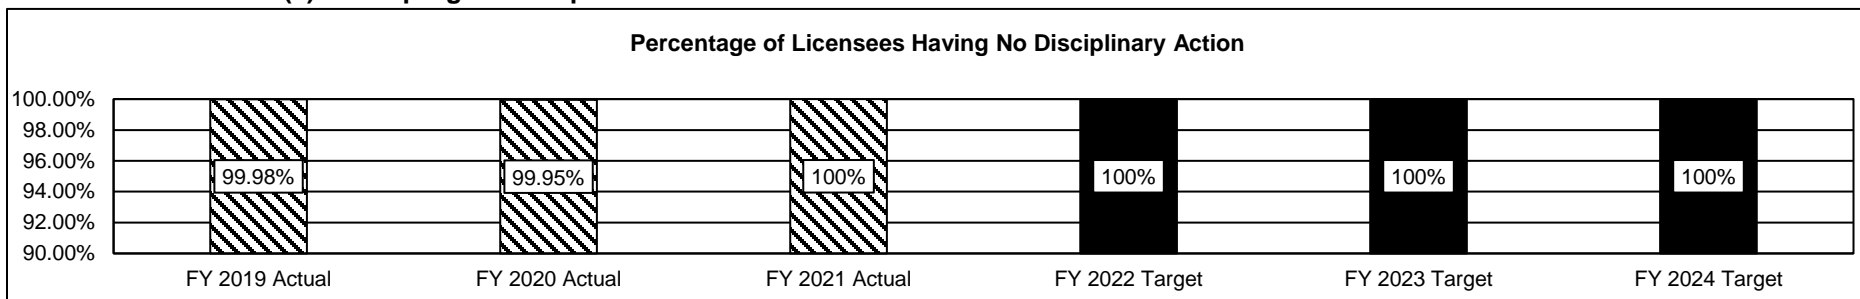 Percentage of Licensees Having No Disciplinary Action
100.00%
98.00%
96.00%
94.00%
92.00%
90.00%
99.98% 99.95% 100% 100% 100% 100%
FY 2019 Actual FY 2020 Actual FY 2021 Actual FY 2022 Target FY 2023 Target FY 2024 Target